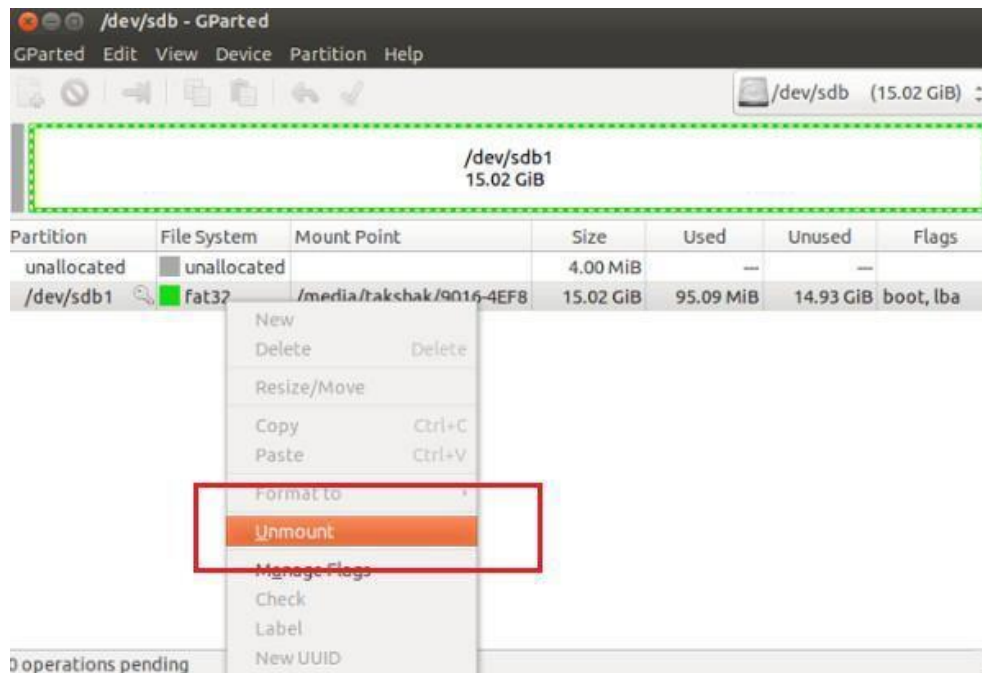 /dev/sdb - GParted
GParted Edit View Device Partition Help
/dev/sdb (15.02 GiB)
/dev/sdb1
15.02 GiB
Partition File System Mount Point Size Used Unused Flags
unallocated unallocated 4.00 MiB --- ---
/dev/sdb1 fat32 /media/takshak/9016-4EF8 15.02 GiB 95.09 MiB 14.93 GiB boot, lba
New
Delete Delete
Resize/Move
Copy Ctrl+C
Paste Ctrl+V
Format to
Unmount
Manage Flags
Check
Label
New UUID
0 operations pending